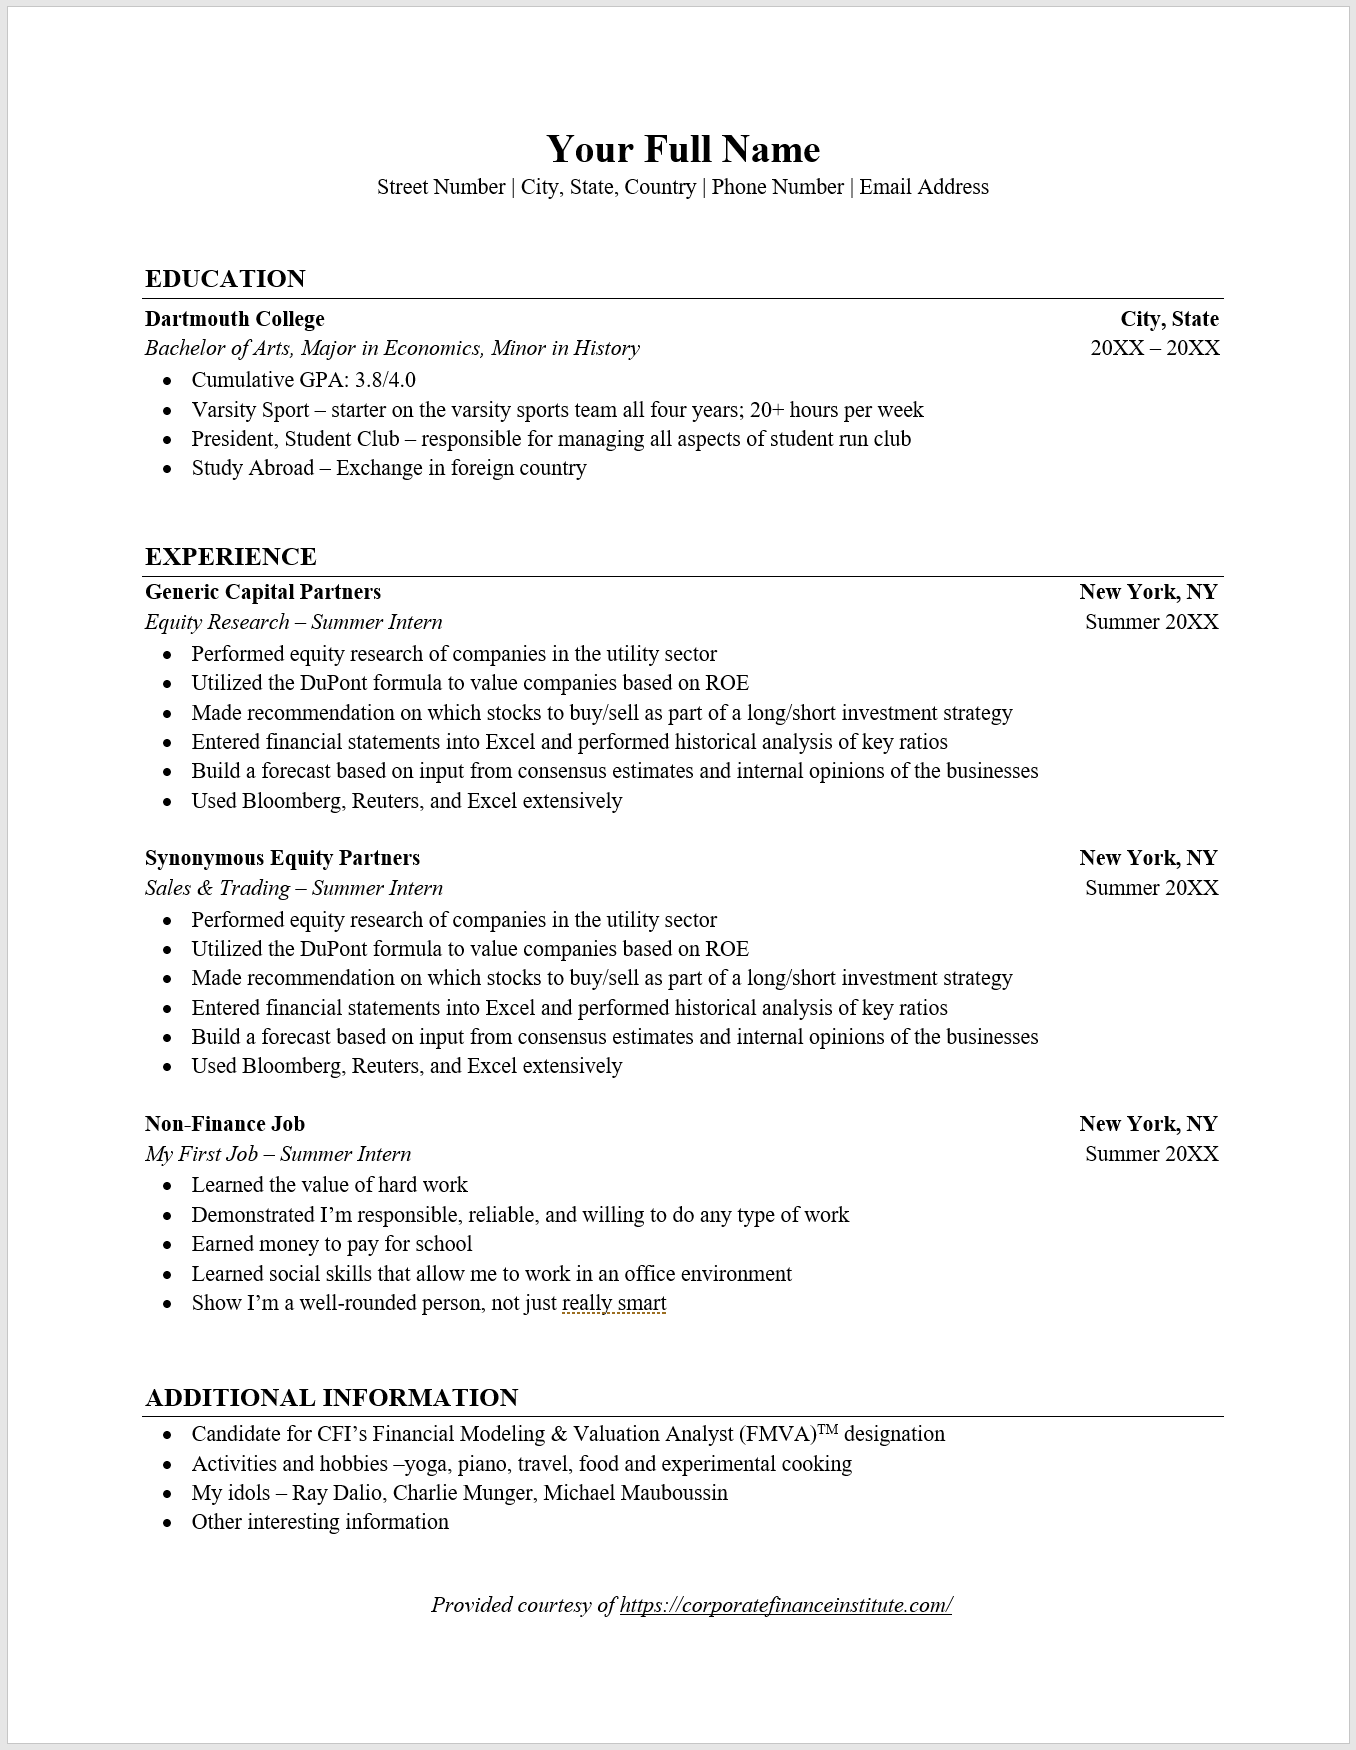 Your Full Name
Street Number | City, State, Country | Phone Number | Email Address
EDUCATION
Dartmouth College City, State
Bachelor of Arts, Major in Economics, Minor in History 20XX – 20XX
• Cumulative GPA: 3.8/4.0
• Varsity Sport – starter on the varsity sports team all four years; 20+ hours per week
• President, Student Club – responsible for managing all aspects of student run club
• Study Abroad – Exchange in foreign country
EXPERIENCE
Generic Capital Partners New York, NY
Equity Research – Summer Intern Summer 20XX
• Performed equity research of companies in the utility sector
• Utilized the DuPont formula to value companies based on ROE
• Made recommendation on which stocks to buy/sell as part of a long/short investment strategy
• Entered financial statements into Excel and performed historical analysis of key ratios
• Build a forecast based on input from consensus estimates and internal opinions of the businesses
• Used Bloomberg, Reuters, and Excel extensively
Synonymous Equity Partners New York, NY
Sales & Trading – Summer Intern Summer 20XX
• Performed equity research of companies in the utility sector
• Utilized the DuPont formula to value companies based on ROE
• Made recommendation on which stocks to buy/sell as part of a long/short investment strategy
• Entered financial statements into Excel and performed historical analysis of key ratios
• Build a forecast based on input from consensus estimates and internal opinions of the businesses
• Used Bloomberg, Reuters, and Excel extensively
Non-Finance Job New York, NY
My First Job – Summer Intern Summer 20XX
• Learned the value of hard work
• Demonstrated I’m responsible, reliable, and willing to do any type of work
• Earned money to pay for school
• Learned social skills that allow me to work in an office environment
• Show I’m a well-rounded person, not just really smart
ADDITIONAL INFORMATION
• Candidate for CFI’s Financial Modeling & Valuation Analyst (FMVA)TM designation
• Activities and hobbies –yoga, piano, travel, food and experimental cooking
• My idols – Ray Dalio, Charlie Munger, Michael Mauboussin
• Other interesting information
Provided courtesy of https://corporatefinanceinstitute.com/